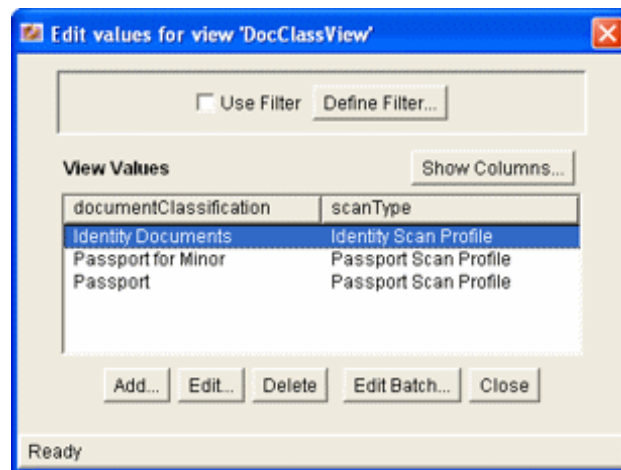 Edit values for view 'DocClassView'
Use Filter Define Filter...
View Values Show Columns...
documentClassification scanType
Identity Documents Identity Scan Profile
Passport for Minor Passport Scan Profile
Passport Passport Scan Profile
Add... Edit... Delete Edit Batch... Close
Ready